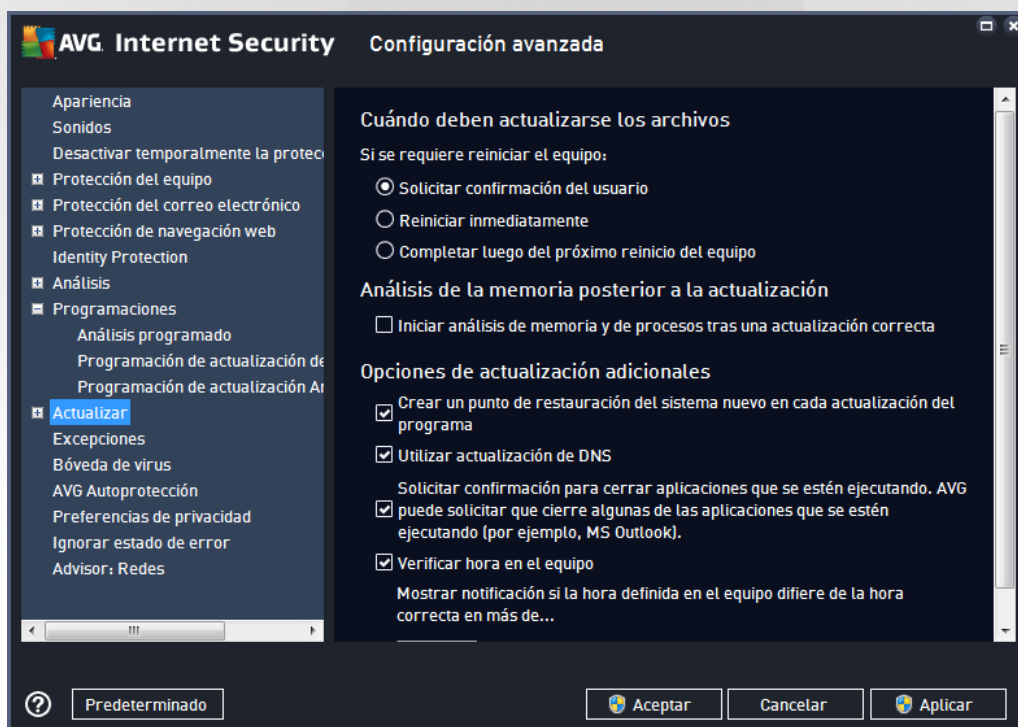 AVG. Internet Security
Configuración avanzada
Apariencia
Sonidos
Desactivar temporalmente la protec
Protección del equipo
Protección del correo electrónico
Protección de navegación web
Identity Protection
Análisis
Programaciones
Análisis programado
Programación de actualización de
Programación de actualización
Actualizar
Excepciones
Bóveda de virus
AVG Autoprotección
Preferencias de privacidad
Ignorar estado de error
Advisor: Redes
Cuándo deben actualizarse los archivos
Si se requiere reiniciar el equipo:
Solicitar confirmación del usuario
Reiniciar inmediatamente
Completar luego del próximo reinicio del equipo
Análisis de la memoria posterior a la actualización
Iniciar análisis de memoria y de procesos tras una actualización correcta
Opciones de actualización adicionales
Crear un punto de restauración del sistema nuevo en cada actualización del
programa
Utilizar actualización de DNS
Solicitar confirmación para cerrar aplicaciones que se estén ejecutando. AVG
puede solicitar que cierre algunas de las aplicaciones que se estén
ejecutando (por ejemplo, MS Outlook).
Verificar hora en el equipo
Mostrar notificación si la hora definida en el equipo difiere de la hora
correcta en más de...
Predeterminado
Aceptar
Cancelar
Aplicar